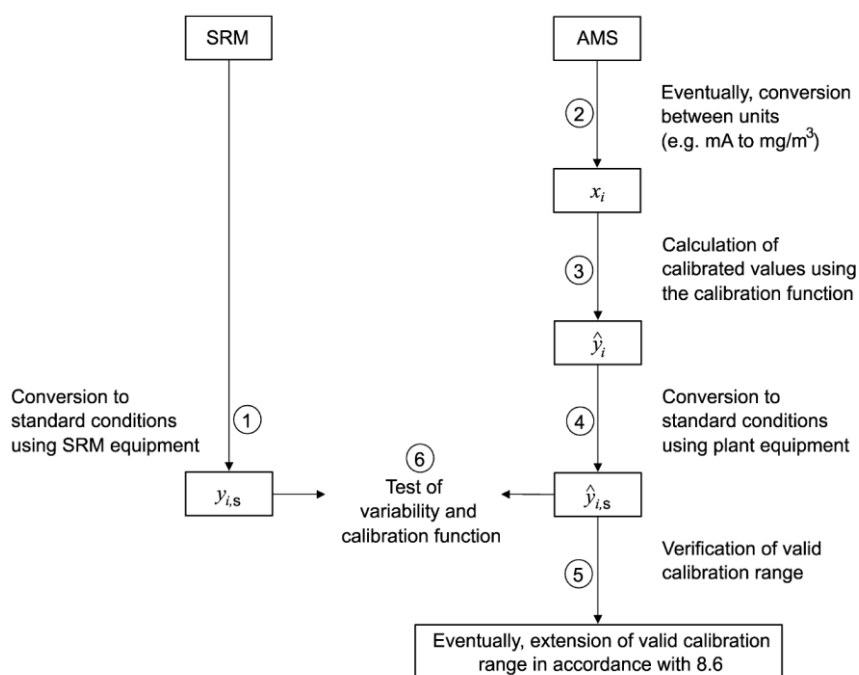 SRM
AMS
②
Eventually, conversion
between units
(e.g. mA to mg/m³)
xᵢ
③
Calculation of
calibrated values using
the calibration function
ŷᵢ
Conversion to
standard conditions
using SRM equipment
①
④
Conversion to
standard conditions
using plant equipment
yᵢ,ₛ
⑥
Test of
variability and
calibration function
ŷᵢ,ₛ
⑤
Verification of valid
calibration range
Eventually, extension of valid calibration
range in accordance with 8.6